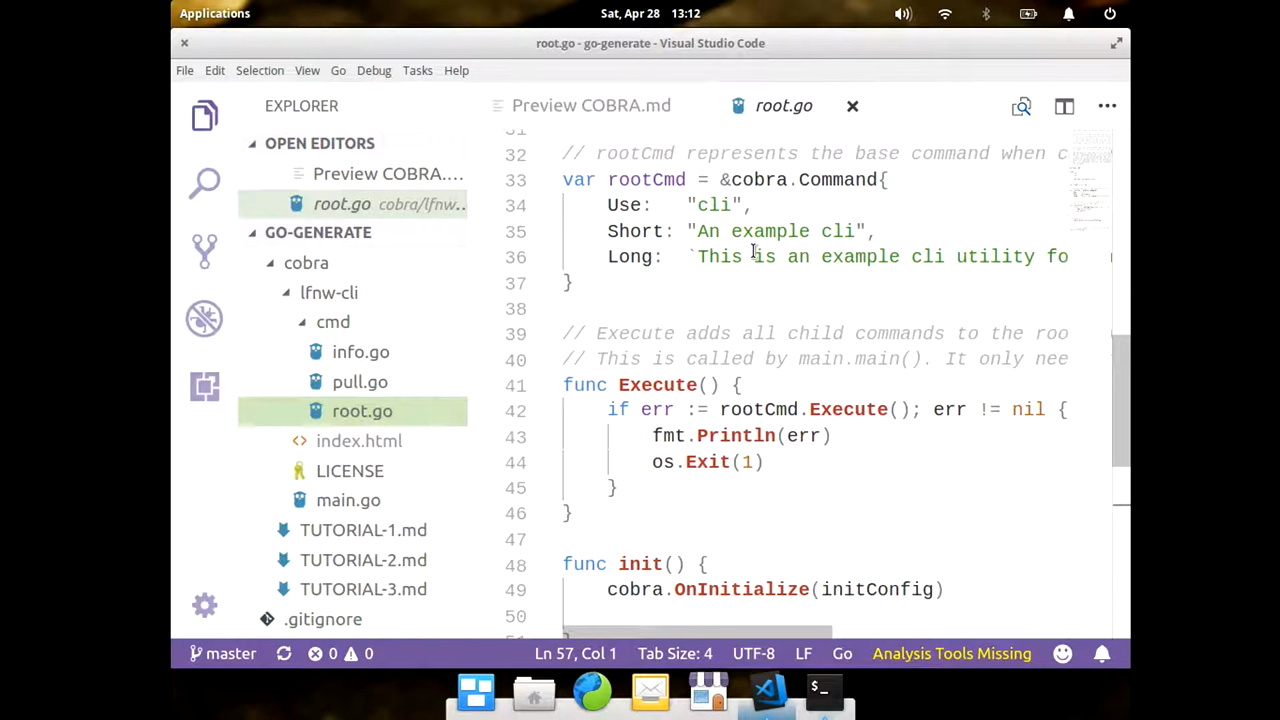 Applications
Sat, Apr 28 13:12
root.go - go-generate - Visual Studio Code
File Edit Selection View Go Debug Tasks Help
EXPLORER
OPEN EDITORS
Preview COBRA....
root.go cobra/lfnw..
GO-GENERATE
cobra
lfnw-cli
cmd
info.go
pull.go
root.go
index.html
LICENSE
main.go
TUTORIAL-1.md
TUTORIAL-2.md
TUTORIAL-3.md
.gitignore
Preview COBRA.md
root.go
31
32 // rootCmd represents the base command when c
33 var rootCmd = &cobra.Command{
34 Use: "cli",
35 Short: "An example cli",
36 Long: `This is an example cli utility fo
37 }
38
39 // Execute adds all child commands to the roo
40 // This is called by main.main(). It only nee
41 func Execute() {
42 if err := rootCmd.Execute(); err != nil {
43 fmt.Println(err)
44 os.Exit(1)
45 }
46 }
47
48 func init() {
49 cobra.OnInitialize(initConfig)
50
master 0 0 Ln 57, Col 1 Tab Size: 4 UTF-8 LF Go Analysis Tools Missing